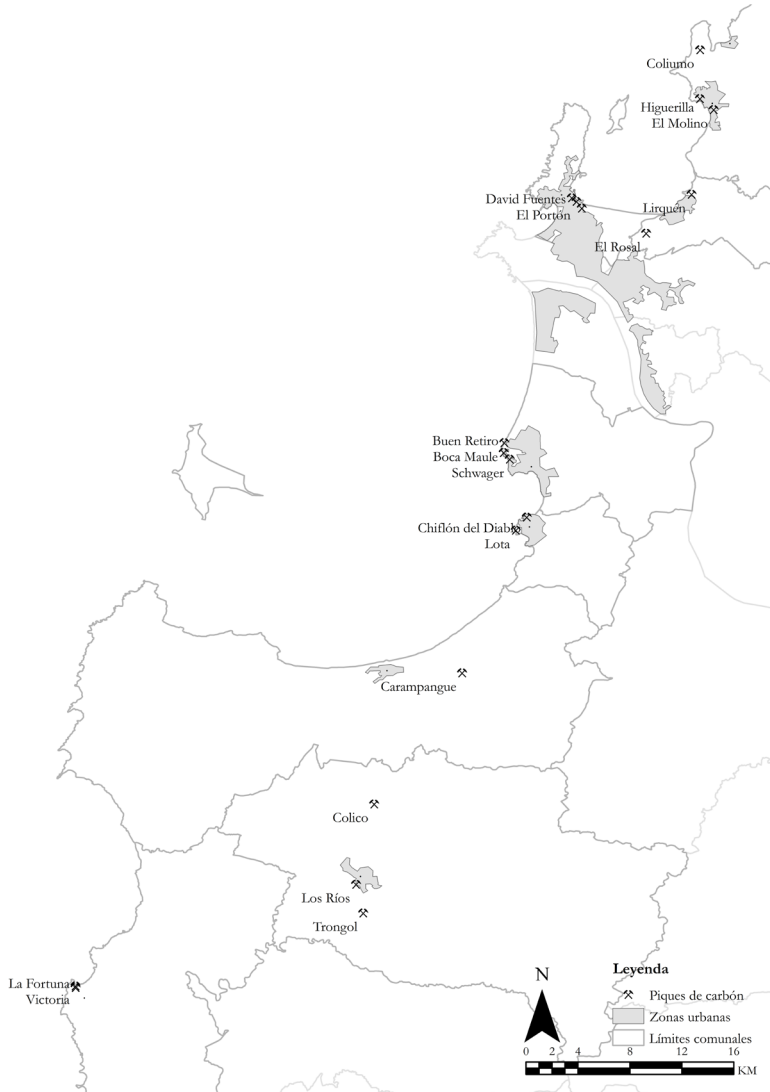 Coliumo
Higuerilla
El Molino
David Fuentes
El Portón
Lirquén
El Rosal
Buen Retiro
Boca Maule
Schwager
Chiflón del Diablo
Lota
Carampangue
Colico
Los Ríos
Trongol
La Fortuna
Victoria
N
Leyenda
Piques de carbón
Zonas urbanas
Límites comunales
0 2 4 8 12 16
KM